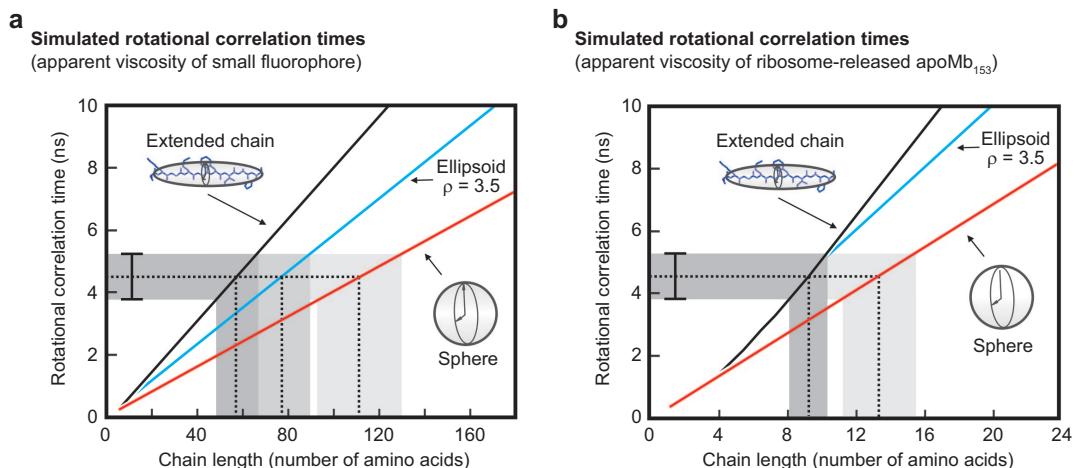 a
Simulated rotational correlation times
(apparent viscosity of small fluorophore)
Rotational correlation time (ns)
10
8
6
4
2
0
Extended chain
Ellipsoid
ρ = 3.5
Sphere
0
40
80
120
160
Chain length (number of amino acids)
b
Simulated rotational correlation times
(apparent viscosity of ribosome-released apoMb₁₅₃)
Rotational correlation time (ns)
10
8
6
4
2
0
Extended chain
Ellipsoid
ρ = 3.5
Sphere
0
4
8
12
16
20
24
Chain length (number of amino acids)